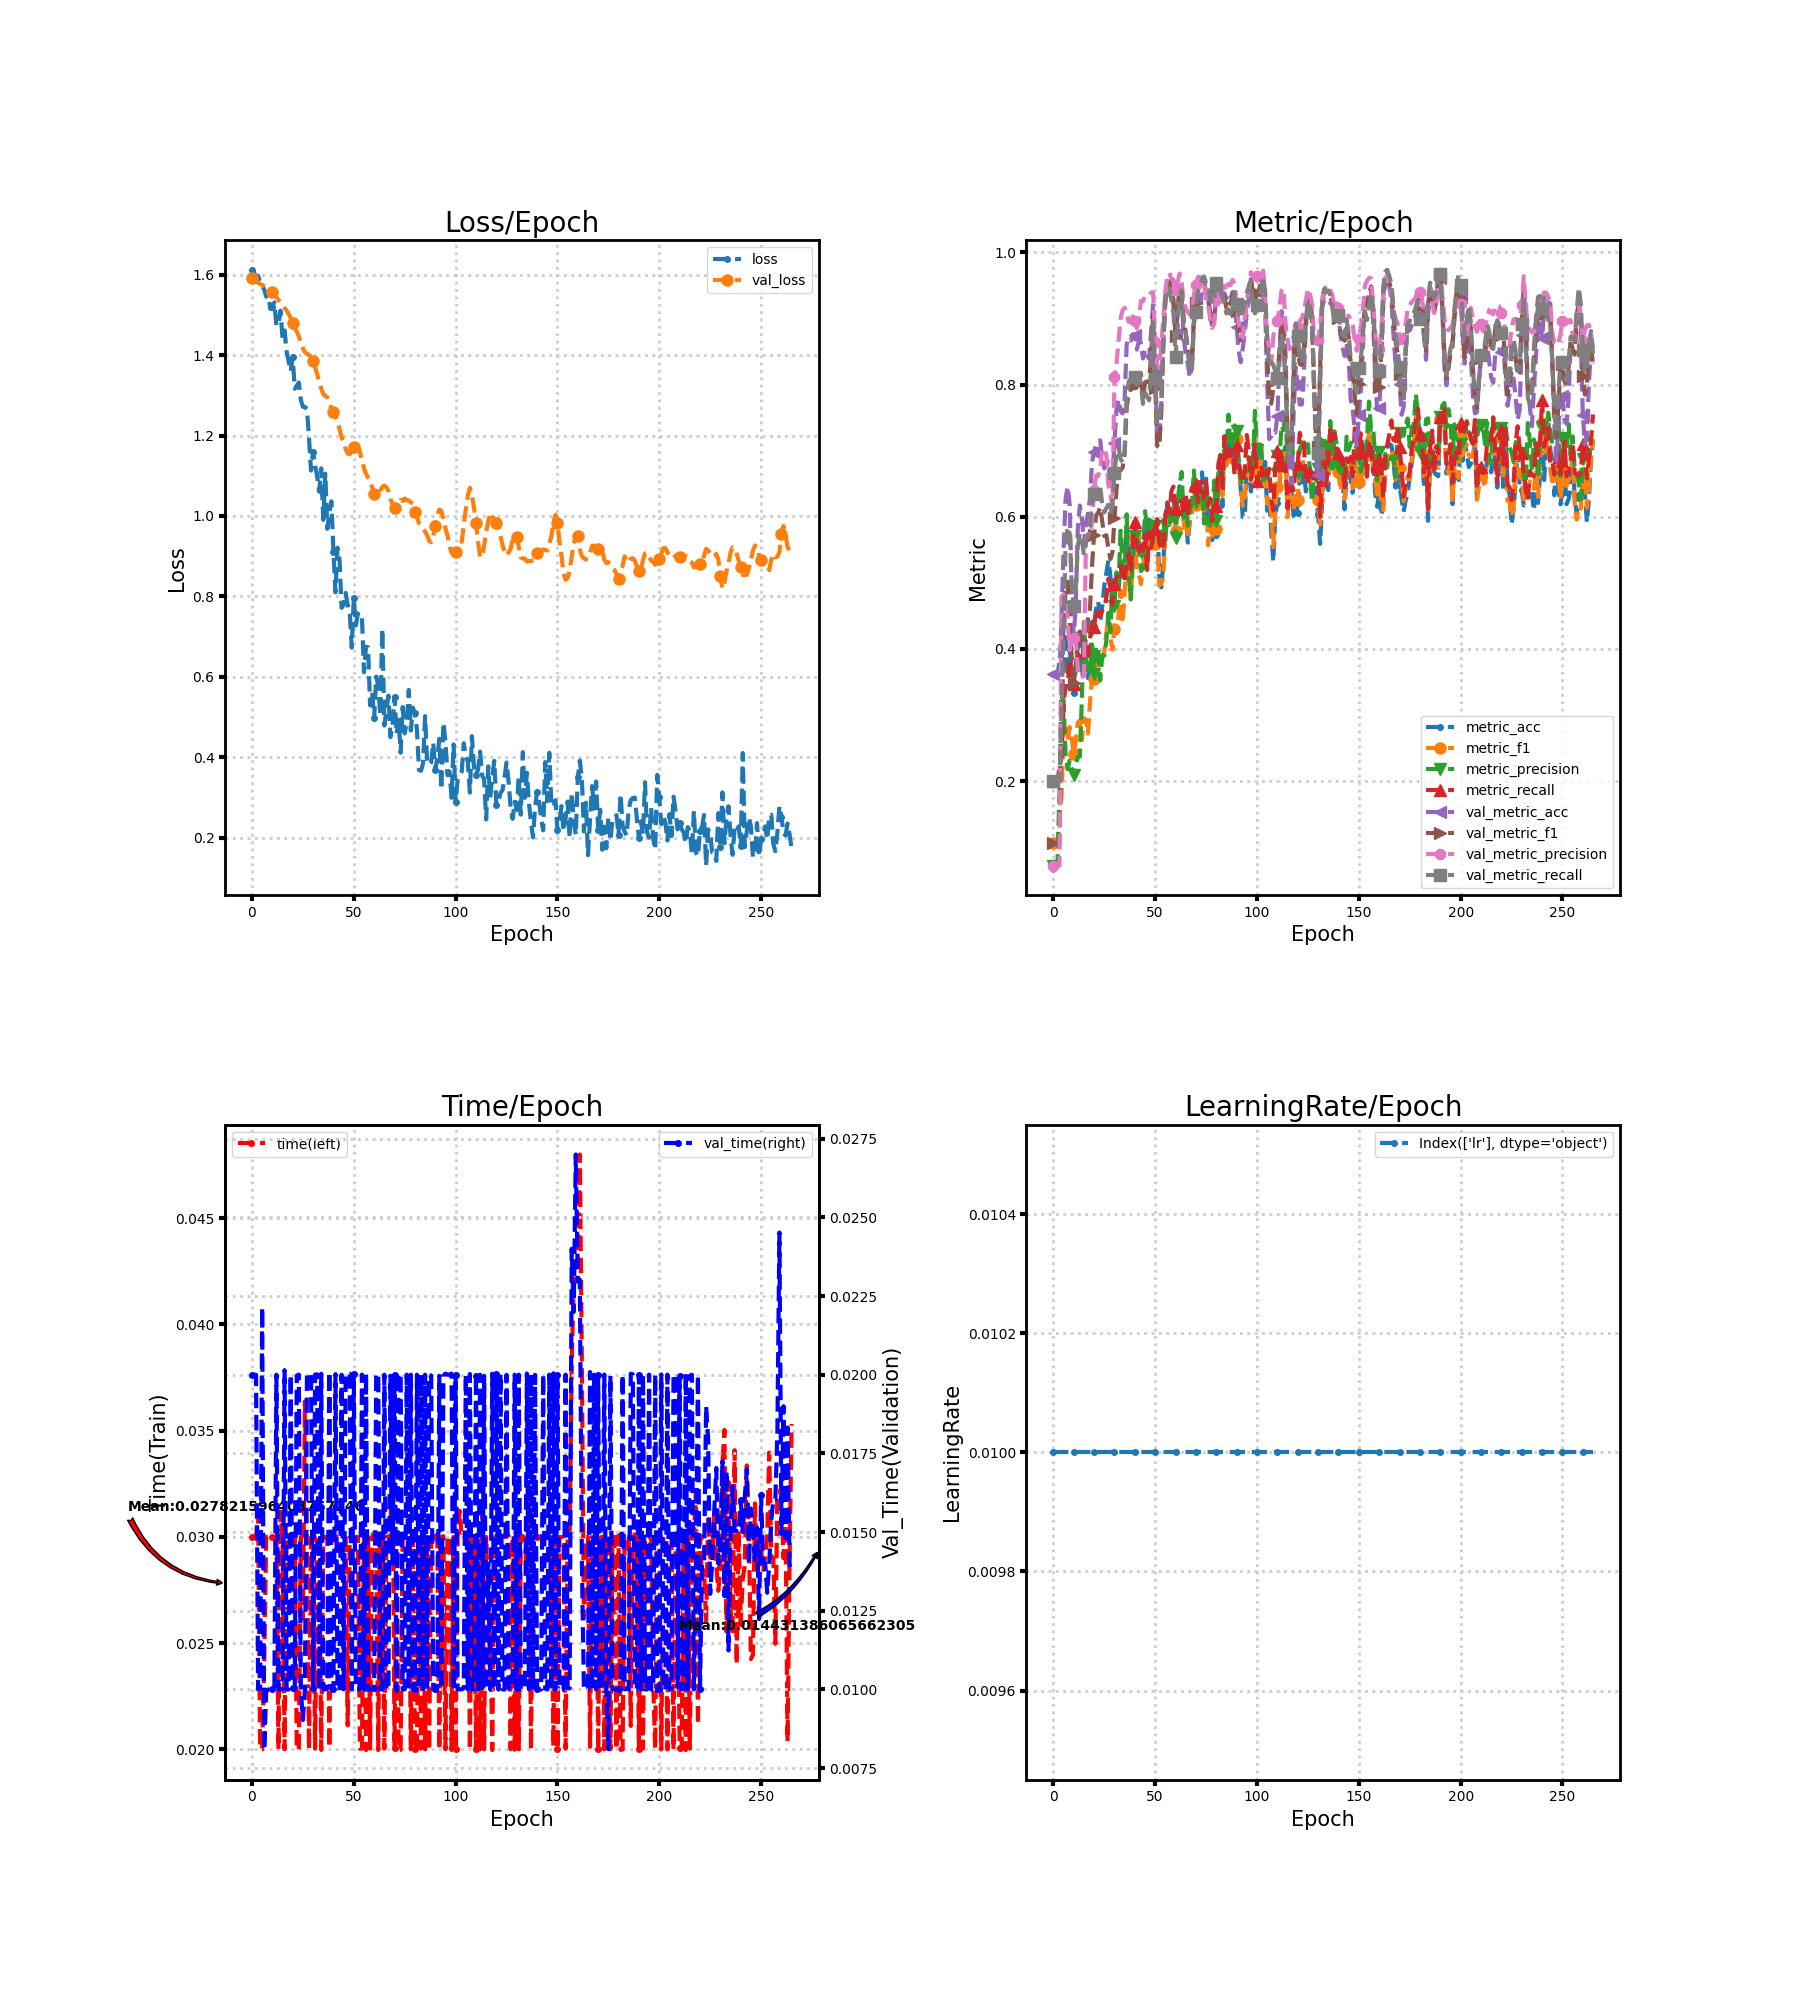 Loss/Epoch
Loss
1.6
1.4
1.2
1.0
0.8
0.6
0.4
0.2
loss
val_loss
0
50
100
150
200
250
Epoch
Metric/Epoch
Metric
1.0
0.8
0.6
0.4
0.2
metric_acc
metric_f1
metric_precision
metric_recall
val_metric_acc
val_metric_f1
val_metric_precision
val_metric_recall
0
50
100
150
200
250
Epoch
Time/Epoch
Time(Train)
0.045
0.040
0.035
0.030
0.025
0.020
time(left)
val_time(right)
0.0275
0.0250
0.0225
0.0200
0.0175
0.0150
0.0125
0.0100
0.0075
Val_Time(Validation)
Mean:0.014431386065662305
0
50
100
150
200
250
Epoch
LearningRate/Epoch
LearningRate
0.0104
0.0102
0.0100
0.0098
0.0096
Index(['lr'], dtype='object')
0
50
100
150
200
250
Epoch